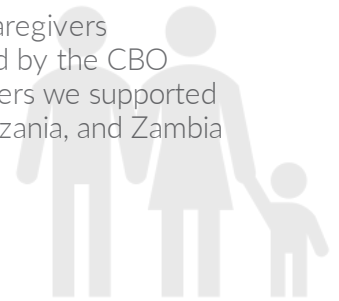 aregivers
d by the CBO
ers we supported
zania, and Zambia